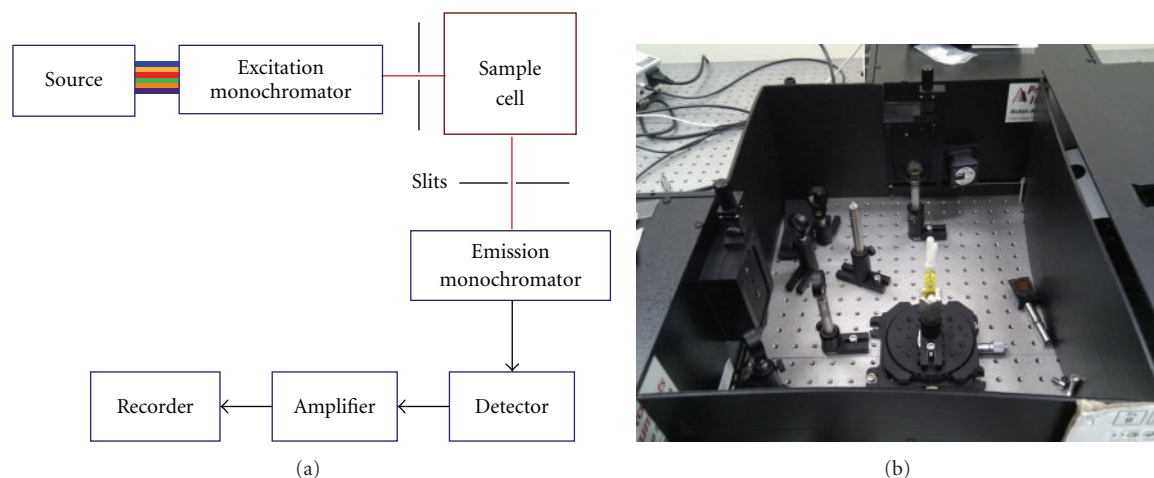 Source
Excitation
monochromator
Sample
cell
Slits
Emission
monochromator
Recorder
Amplifier
Detector
(a)
(b)